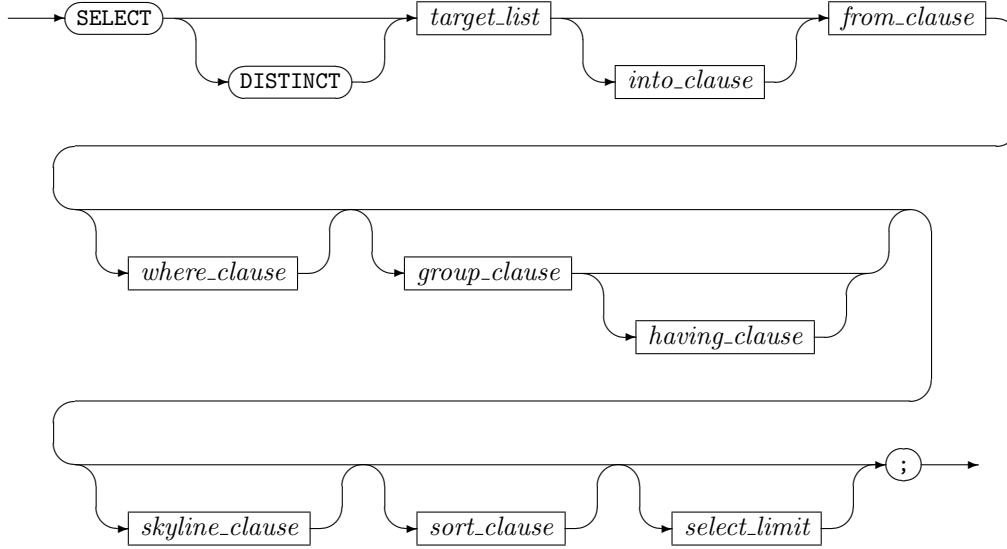 SELECT target_list from_clause
DISTINCT into_clause
where_clause group_clause
having_clause
;
skyline_clause sort_clause select_limit